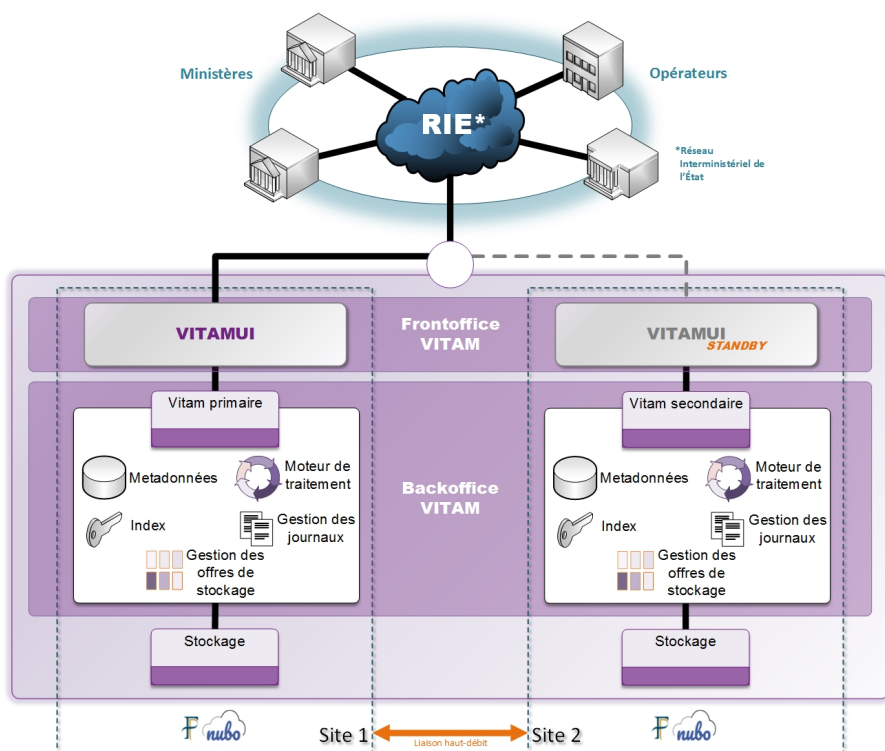 Ministères
Opérateurs
RIE*
*Réseau
Interministériel de
l'État
VITAMUI
Frontoffice
VITAM
VITAMUI
STANDBY
Vitam primaire
Vitam secondaire
Metadonnées
Moteur de
traitement
Index
Gestion des
journaux
Gestion des
offres de
stockage
Backoffice
VITAM
Metadonnées
Moteur de
traitement
Index
Gestion des
journaux
Gestion des
offres de
stockage
Stockage
Stockage
nubo
Site 1
Liaison haut-débit
Site 2
nubo